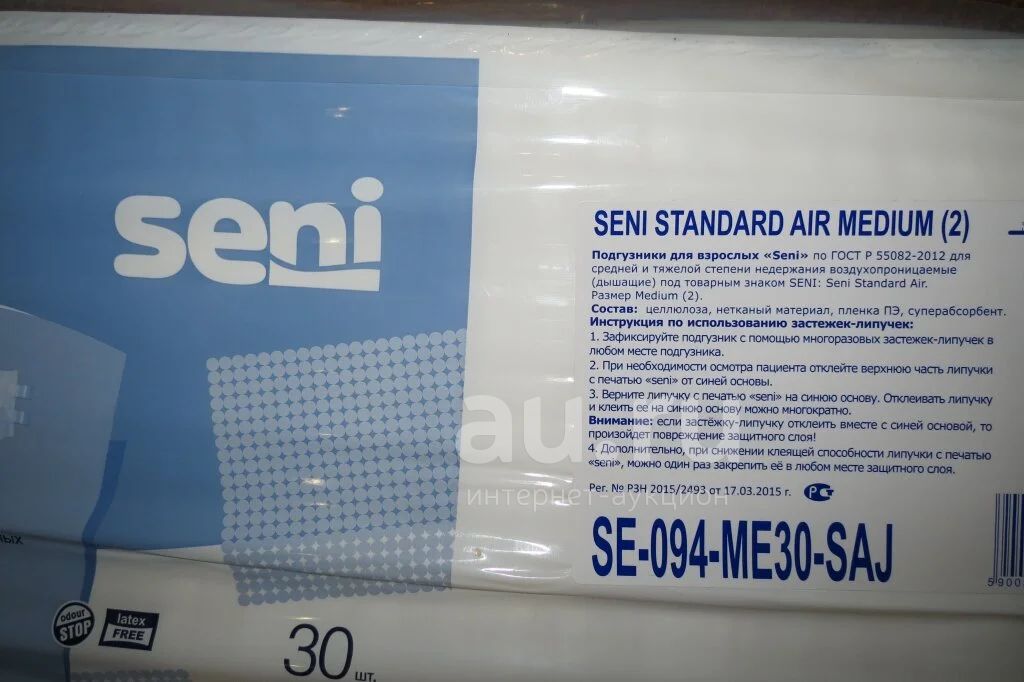 seni
SENI STANDARD AIR MEDIUM (2)
Подгузники для взрослых «Seni» по ГОСТ Р 55082-2012 для
средней и тяжелой степени недержания воздухопроницаемые
(дышащие) под товарным знаком SENI: Seni Standard Air.
Размер Medium (2).
Состав: целлюлоза, нетканый материал, пленка ПЭ, суперабсорбент.
Инструкция по использованию застежек-липучек:
1. Зафиксируйте подгузник с помощью многоразовых застежек-липучек в
любом месте подгузника.
2. При необходимости осмотра пациента отклейте верхнюю часть липучки
с печатью «seni» от синей основы.
3. Верните липучку с печатью «seni» на синюю основу. Отклеивать липучку
и клеить ее на синюю основу можно многократно.
Внимание: если застёжку-липучку отклеить вместе с синей основой, то
произойдет повреждение защитного слоя!
4. Дополнительно, при снижении клеящей способности липучки с печатью
«seni», можно один раз закрепить её в любом месте защитного слоя.
Рег. № РЗН 2015/2493 от 17.03.2015 г.
SE-094-ME30-SAJ
5900
au.ru
интернет-аукцион
odour
STOP
latex
FREE
30 шт.